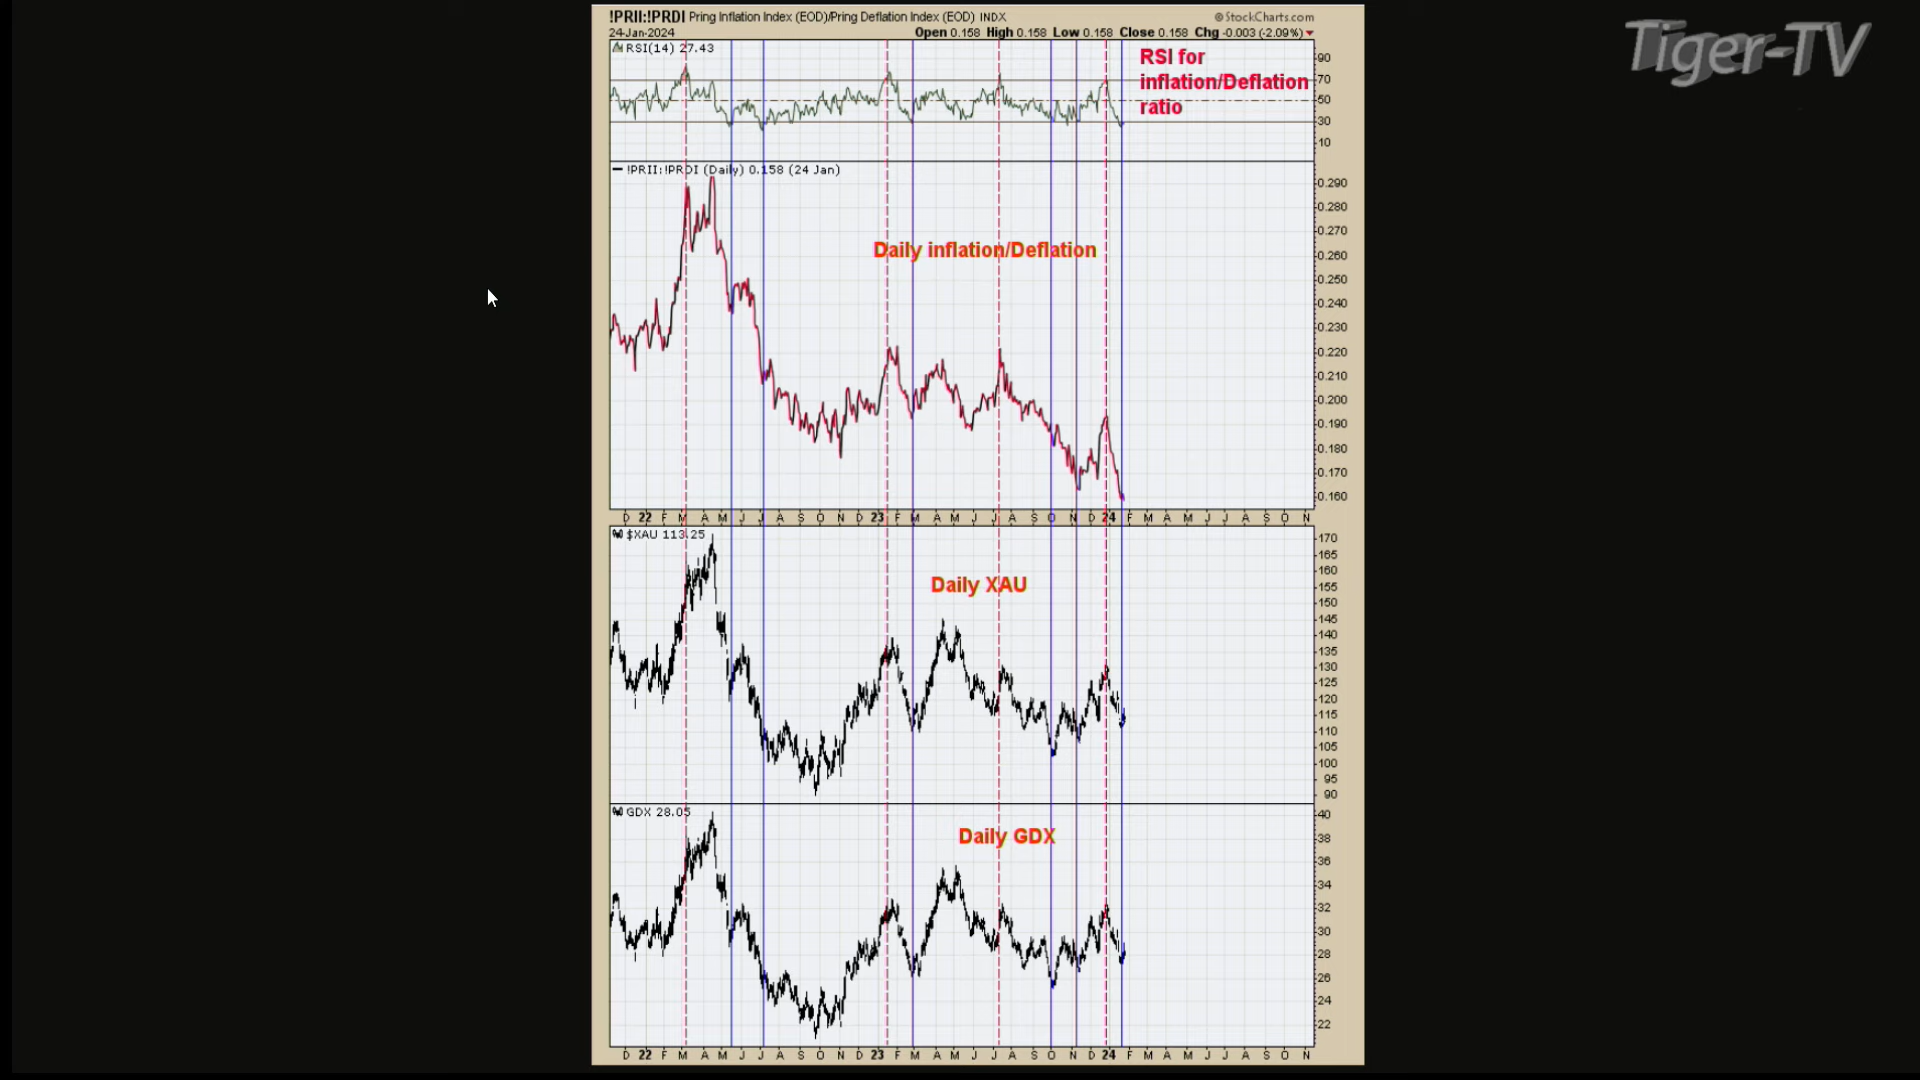 !PRII:!PRDI Pring Inflation Index (EOD)/Pring Deflation Index (EOD) INDX
© StockCharts.com
24-Jan-2024
Open 0.158 High 0.158 Low 0.158 Close 0.158 Chg -0.003 (-2.09%)
Tiger-TV
RSI(14) 27.43
RSI for
inflation/Deflation
ratio
90
70
50
30
10
!PRII:!PRDI (Daily) 0.158 (24 Jan)
Daily inflation/Deflation
0.290
0.280
0.270
0.260
0.250
0.240
0.230
0.220
0.210
0.200
0.190
0.180
0.170
0.160
D 22 F M A M J J A S O N D 23 F M A M J J A S O N D 24 F M A M J J A S O N
$XAU 113.25
Daily XAU
170
165
160
155
150
145
140
135
130
125
120
115
110
105
100
95
90
GDX 28.05
Daily GDX
40
38
36
34
32
30
28
26
24
22
D 22 F M A M J J A S O N D 23 F M A M J J A S O N D 24 F M A M J J A S O N